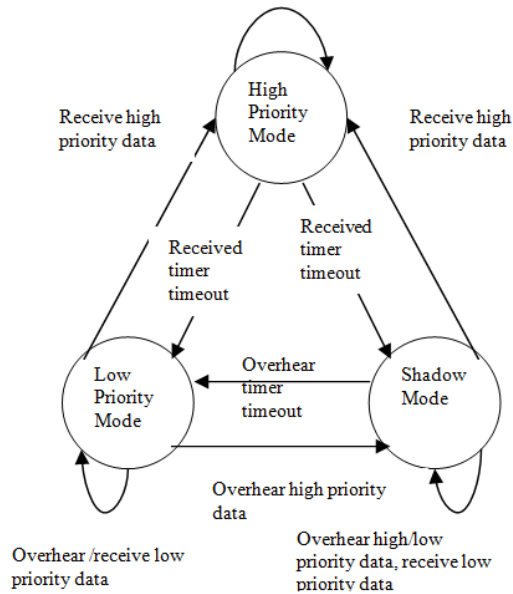 High
Priority
Mode
Receive high
priority data
Receive high
priority data
Received
timer
timeout
Received
timer
timeout
Low
Priority
Mode
Overhear
timer
timeout
Shadow
Mode
Overhear high priority
data
Overhear /receive low
priority data
Overhear high/low
priority data, receive low
priority data